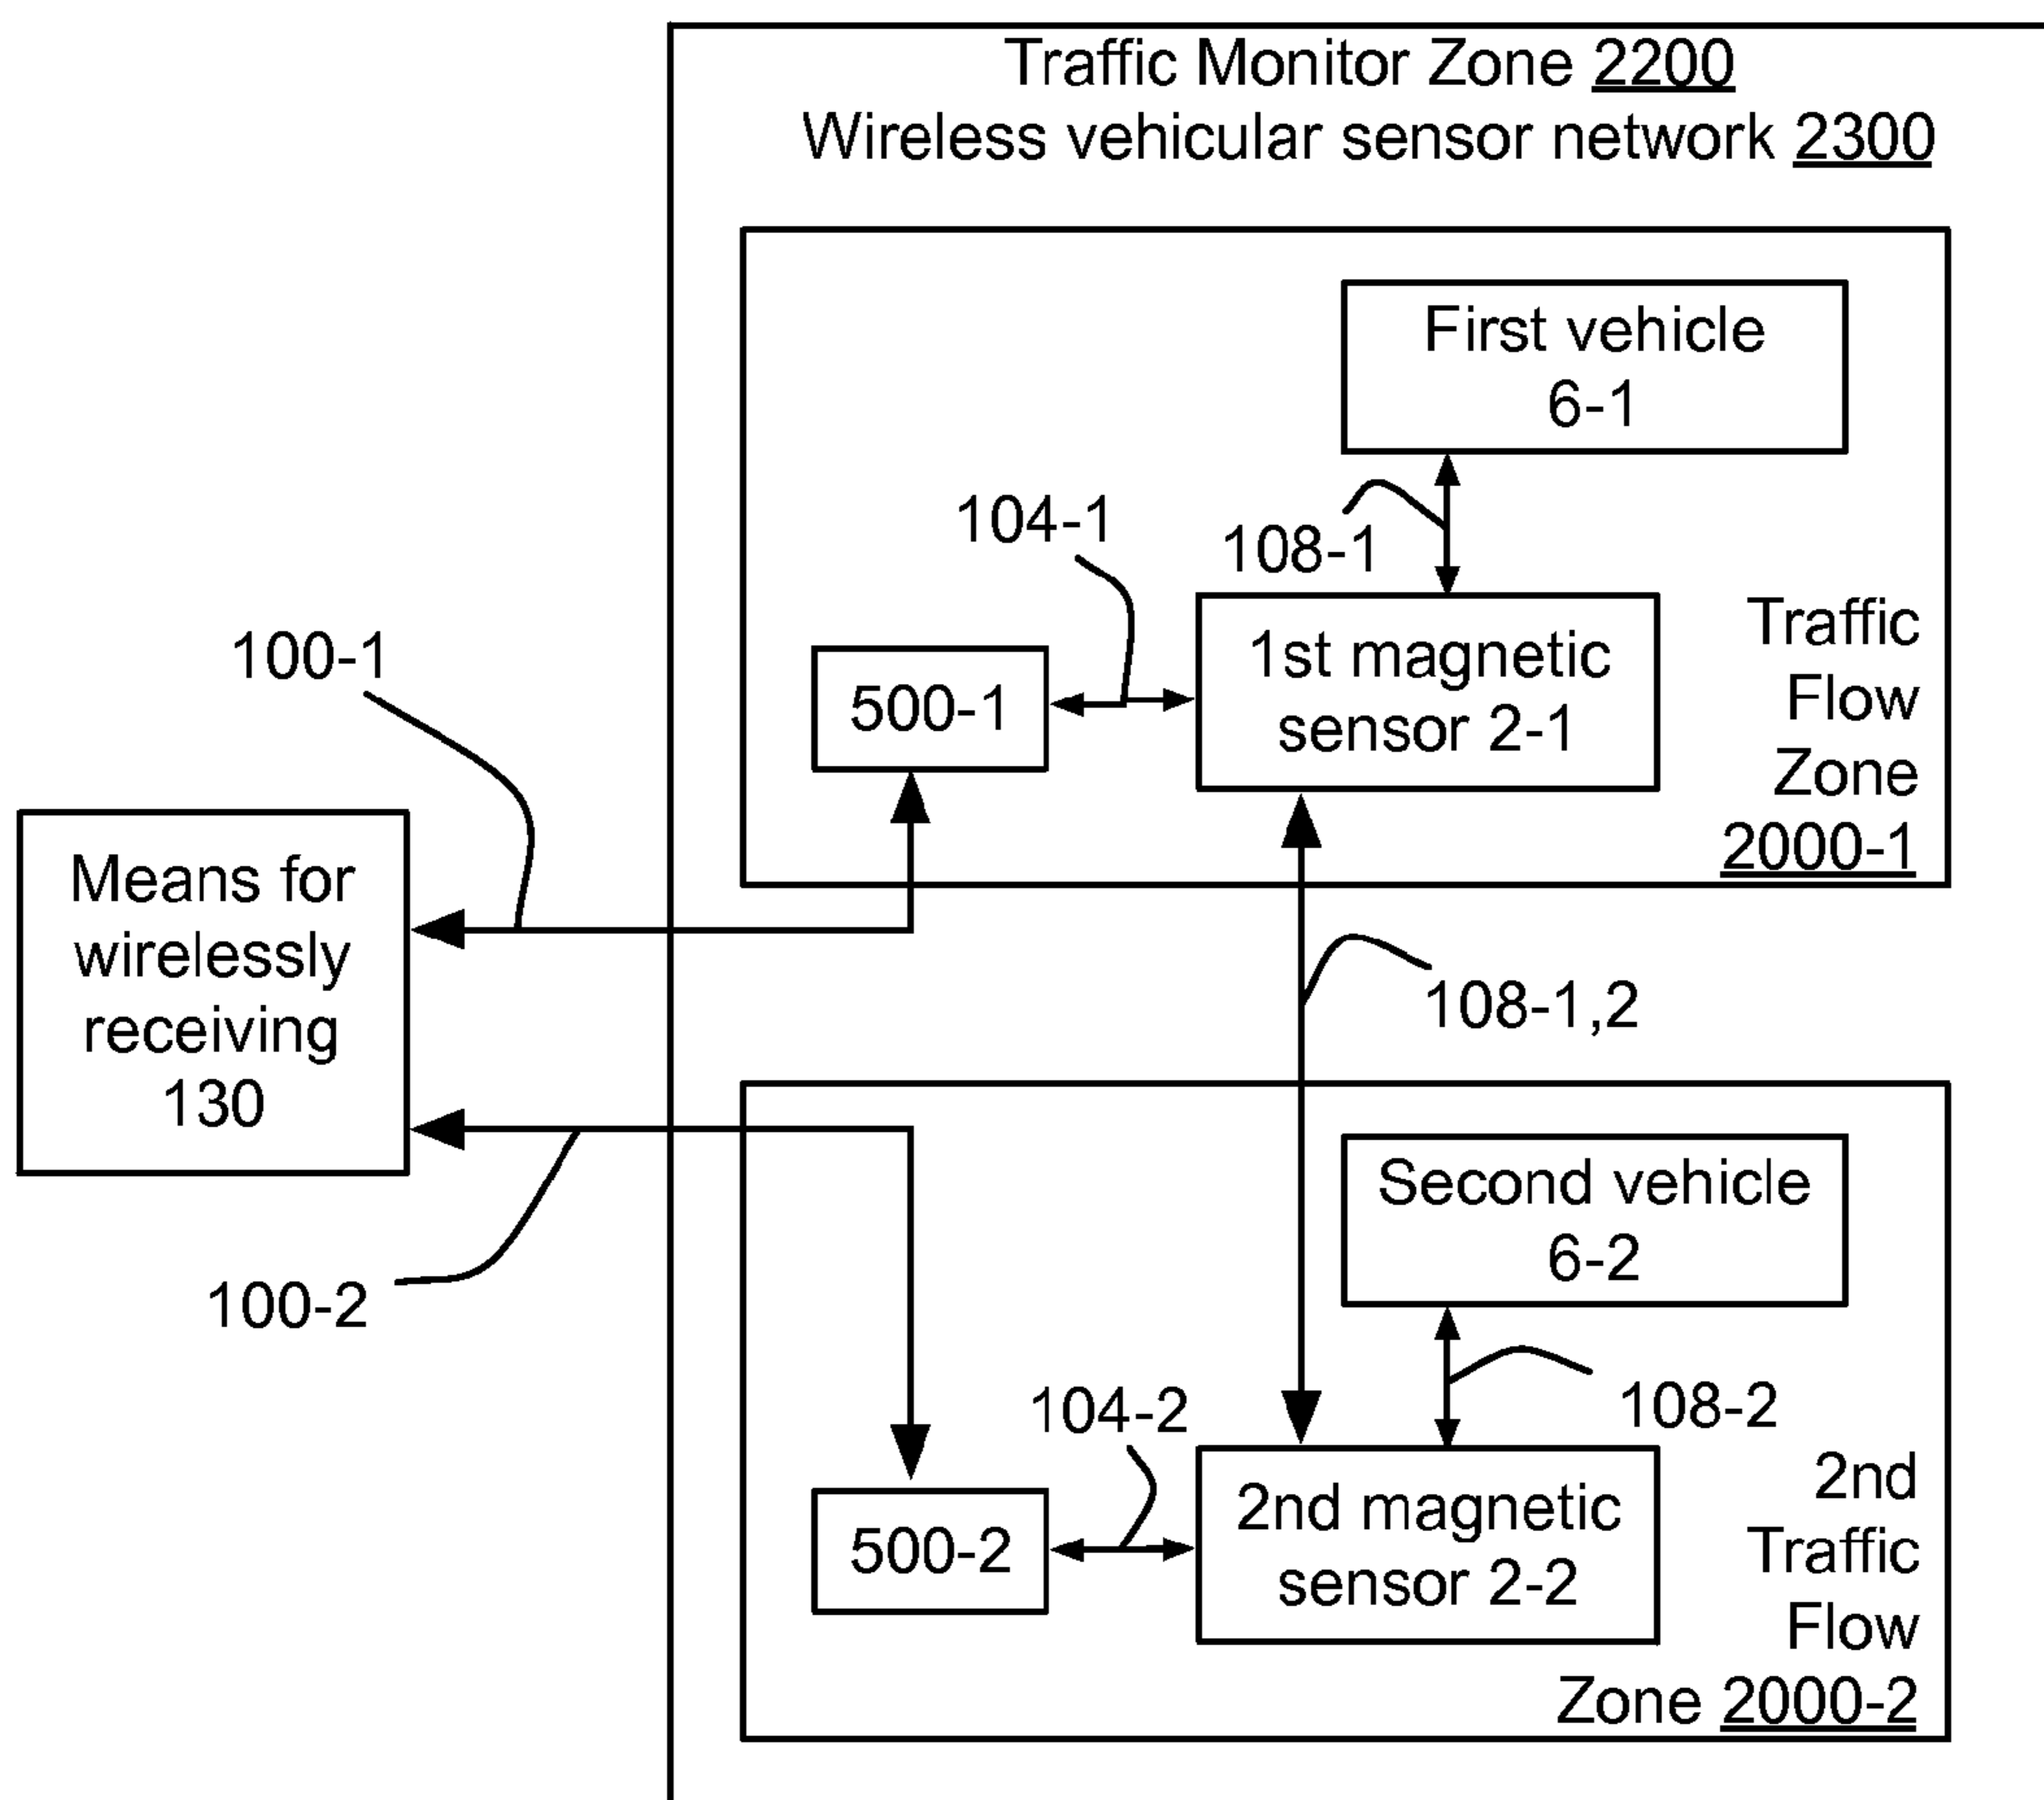 Traffic Monitor Zone 2200
Wireless vehicular sensor network 2300
First vehicle
6-1
104-1
108-1
100-1
500-1
1st magnetic
sensor 2-1
Traffic
Flow
Zone
2000-1
Means for
wirelessly
receiving
130
108-1,2
Second vehicle
6-2
100-2
104-2
108-2
500-2
2nd magnetic
sensor 2-2
2nd
Traffic
Flow
Zone 2000-2